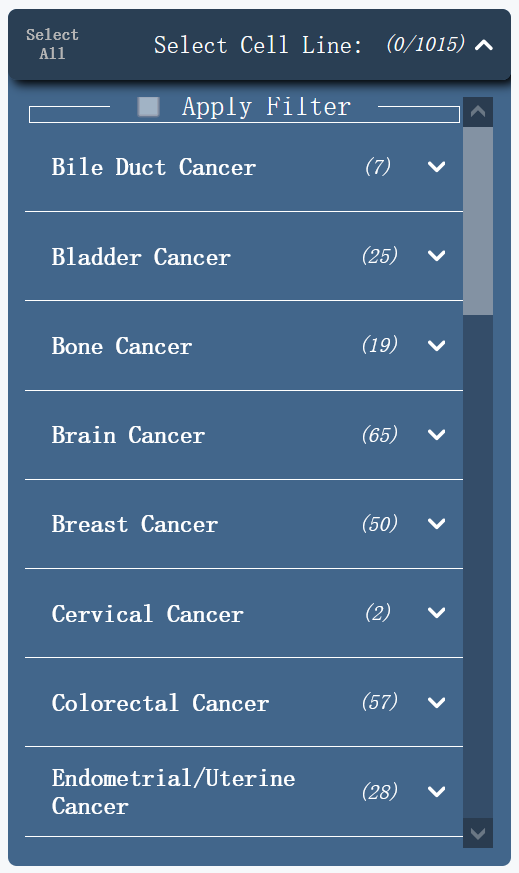 Select
All
Select Cell Line: (0/1015)
Apply Filter
Bile Duct Cancer (7)
Bladder Cancer (25)
Bone Cancer (19)
Brain Cancer (65)
Breast Cancer (50)
Cervical Cancer (2)
Colorectal Cancer (57)
Endometrial/Uterine
Cancer (28)